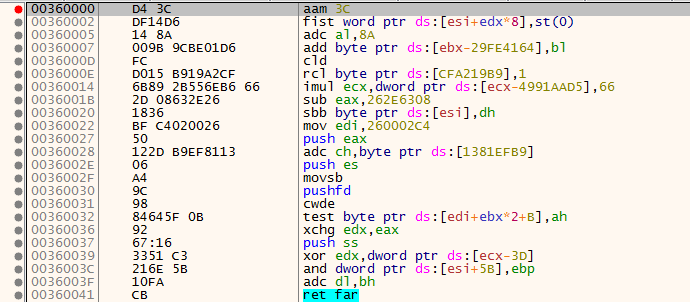 00360000 D4 3C aam 3C
00360002 DF14D6 fist word ptr ds:[esi+edx*8],st(0)
00360005 14 8A adc al,8A
00360007 009B 9CBE01D6 add byte ptr ds:[ebx-29FE4164],bl
0036000D FC cld
0036000E D015 B919A2CF rcl byte ptr ds:[CFA219B9],1
00360014 6B89 2B556EB6 66 imul ecx,dword ptr ds:[ecx-4991AAD5],66
0036001B 2D 08632E26 sub eax,262E6308
00360020 1836 sbb byte ptr ds:[esi],dh
00360022 BF C4020026 mov edi,260002C4
00360027 50 push eax
00360028 122D B9EF8113 adc ch,byte ptr ds:[1381EFB9]
0036002E 06 push es
0036002F A4 movsb
00360030 9C pushfd
00360031 98 cwde
00360032 84645F 0B test byte ptr ds:[edi+ebx*2+B],ah
00360036 92 xchg edx,eax
00360037 67:16 push ss
00360039 3351 C3 xor edx,dword ptr ds:[ecx-3D]
0036003C 216E 5B and dword ptr ds:[esi+5B],ebp
0036003F 10FA adc dl,bh
00360041 CB ret far